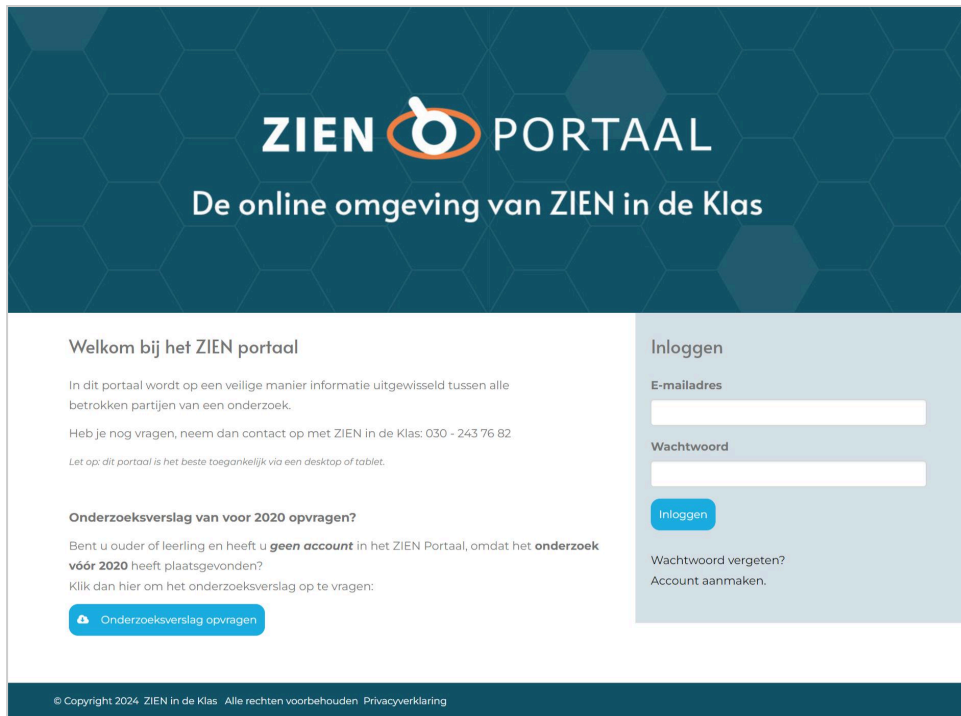 ZIEN PORTAAL
De online omgeving van ZIEN in de Klas
Welkom bij het ZIEN portaal
In dit portaal wordt op een veilige manier informatie uitgewisseld tussen alle
betrokken partijen van een onderzoek.
Heb je nog vragen, neem dan contact op met ZIEN in de Klas: 030 - 243 76 82
Let op: dit portaal is het beste toegankelijk via een desktop of tablet.
Onderzoeksverslag van voor 2020 opvragen?
Bent u ouder of leerling en heeft u geen account in het ZIEN Portaal, omdat het onderzoek
vóór 2020 heeft plaatsgevonden?
Klik dan hier om het onderzoeksverslag op te vragen:
Onderzoeksverslag opvragen
Inloggen
E-mailadres
Wachtwoord
Inloggen
Wachtwoord vergeten?
Account aanmaken.
© Copyright 2024 ZIEN in de Klas Alle rechten voorbehouden Privacyverklaring